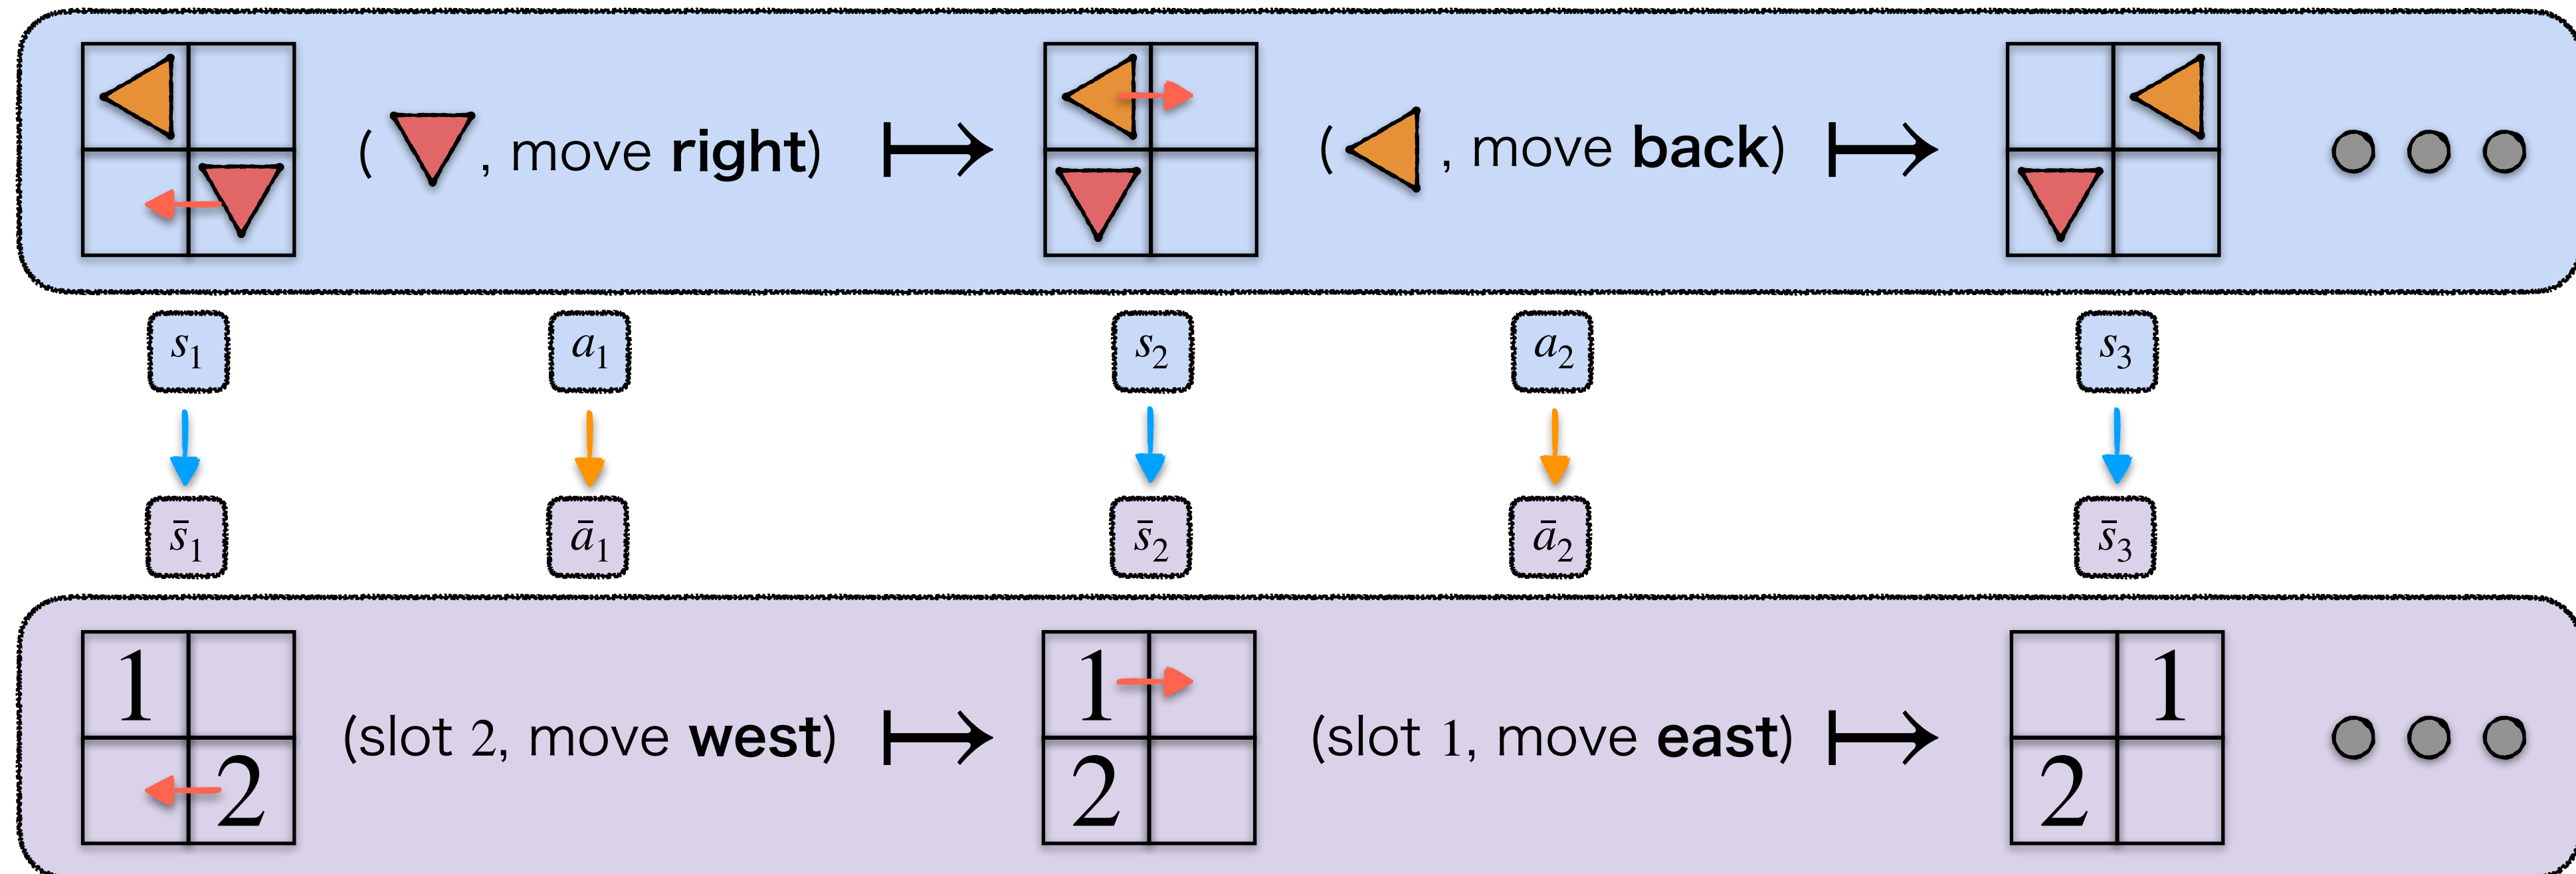 ( , move right)
( , move back)
s1 a1 s2 a2 s3
s̄1 ā1 s̄2 ā2 s̄3
1 (slot 2, move west) 1 (slot 1, move east) 1
2 2 2